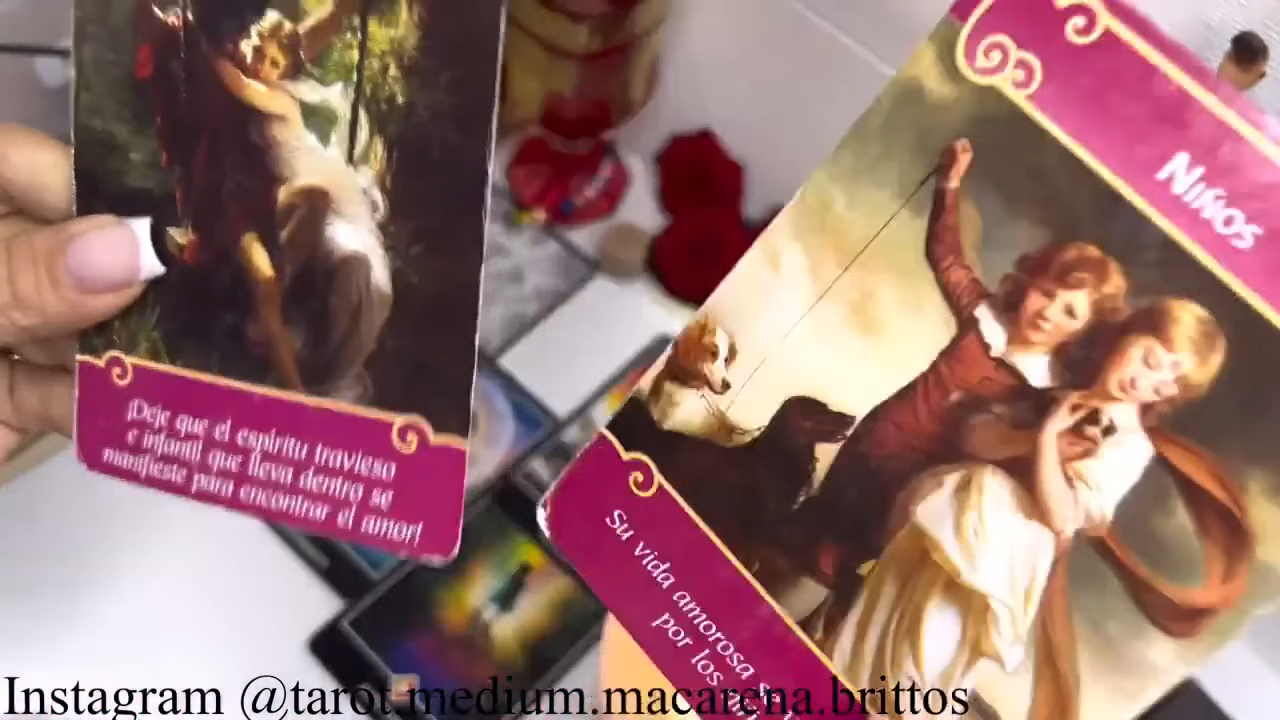 ¡Deje que el espíritu travieso
e infantil que lleva dentro se
manifieste para encontrar el amor!
Niños
Su vida amorosa se
por los
Instagram @tarot.medium.macarena.brittos